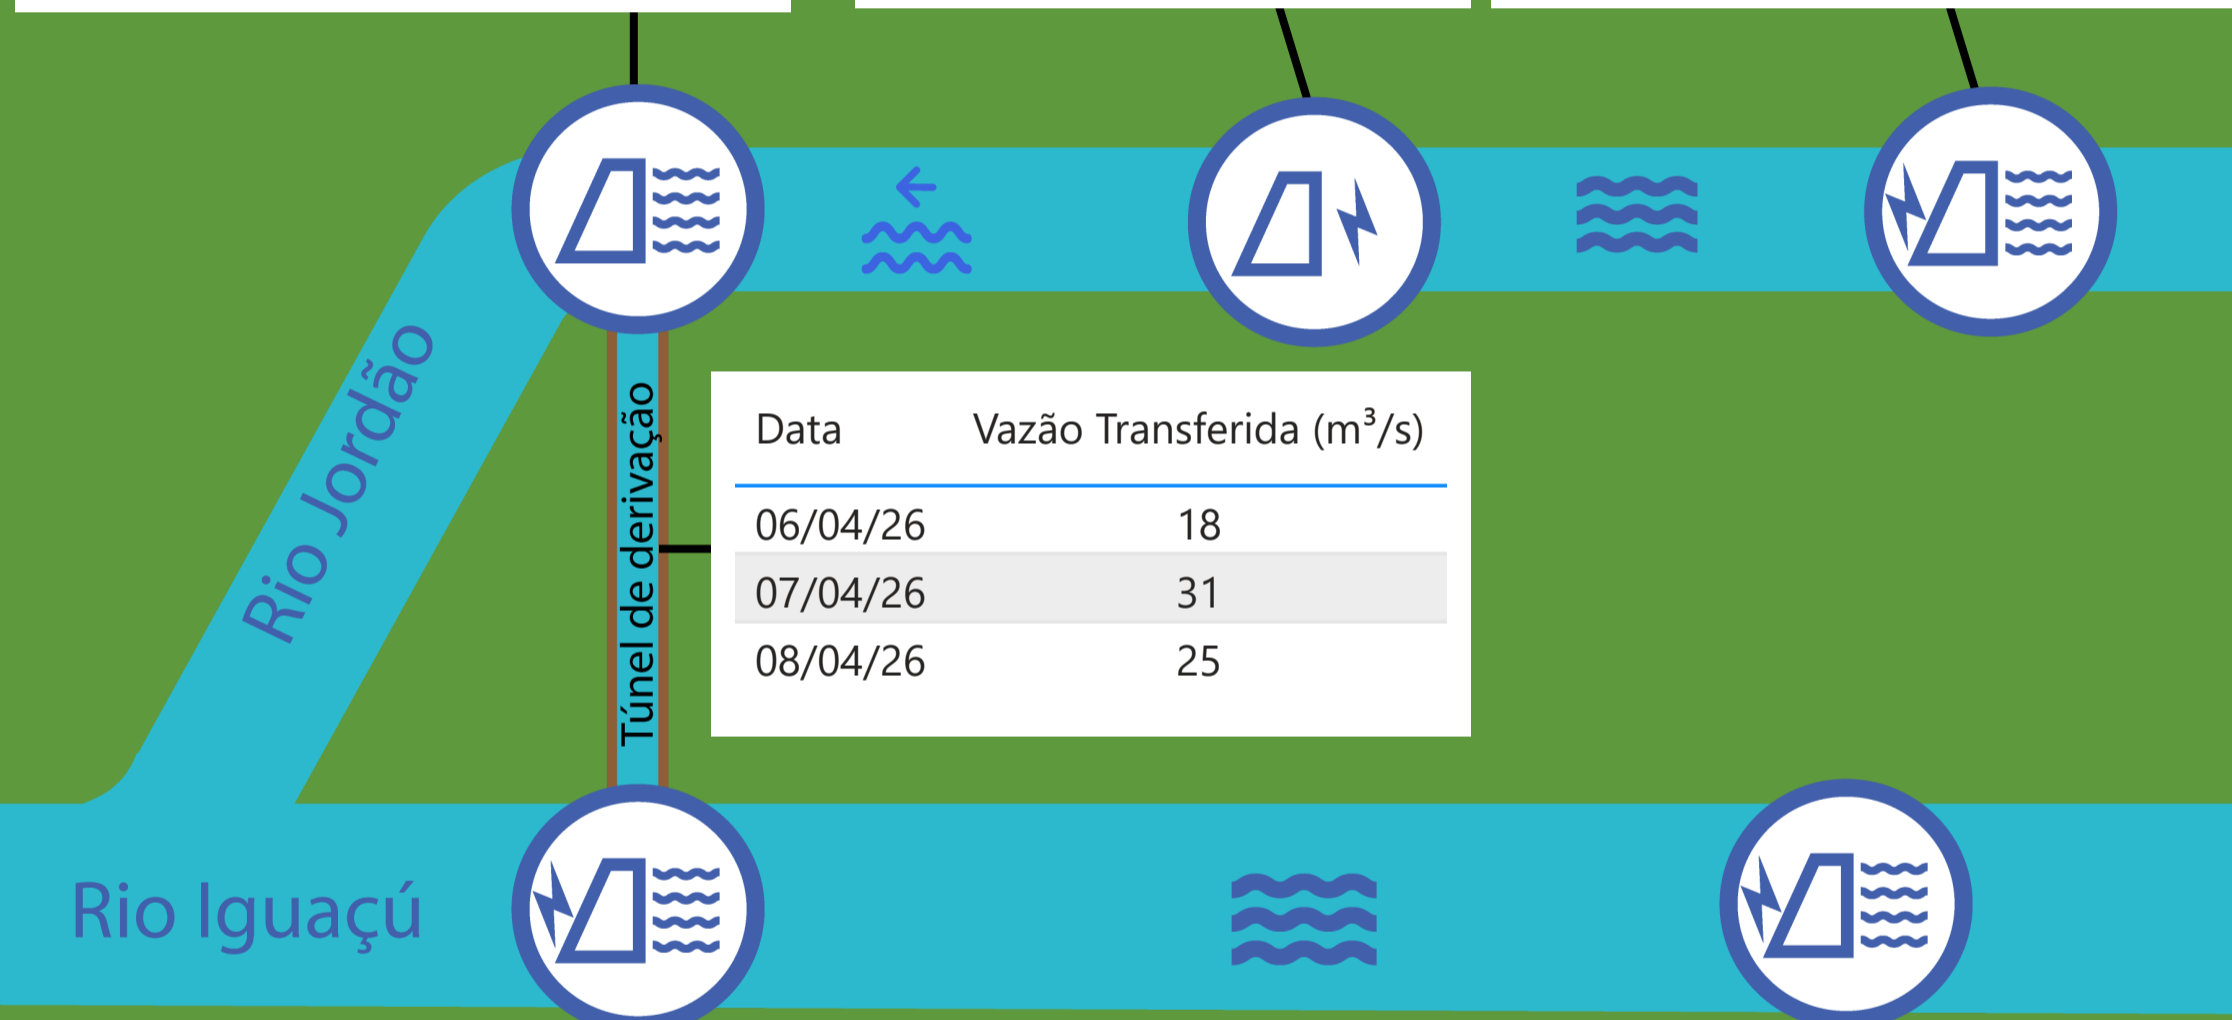 Rio Jordão
Túnel de derivação
Data Vazão Transferida (m³/s)
06/04/26 18
07/04/26 31
08/04/26 25
Rio Iguaçú